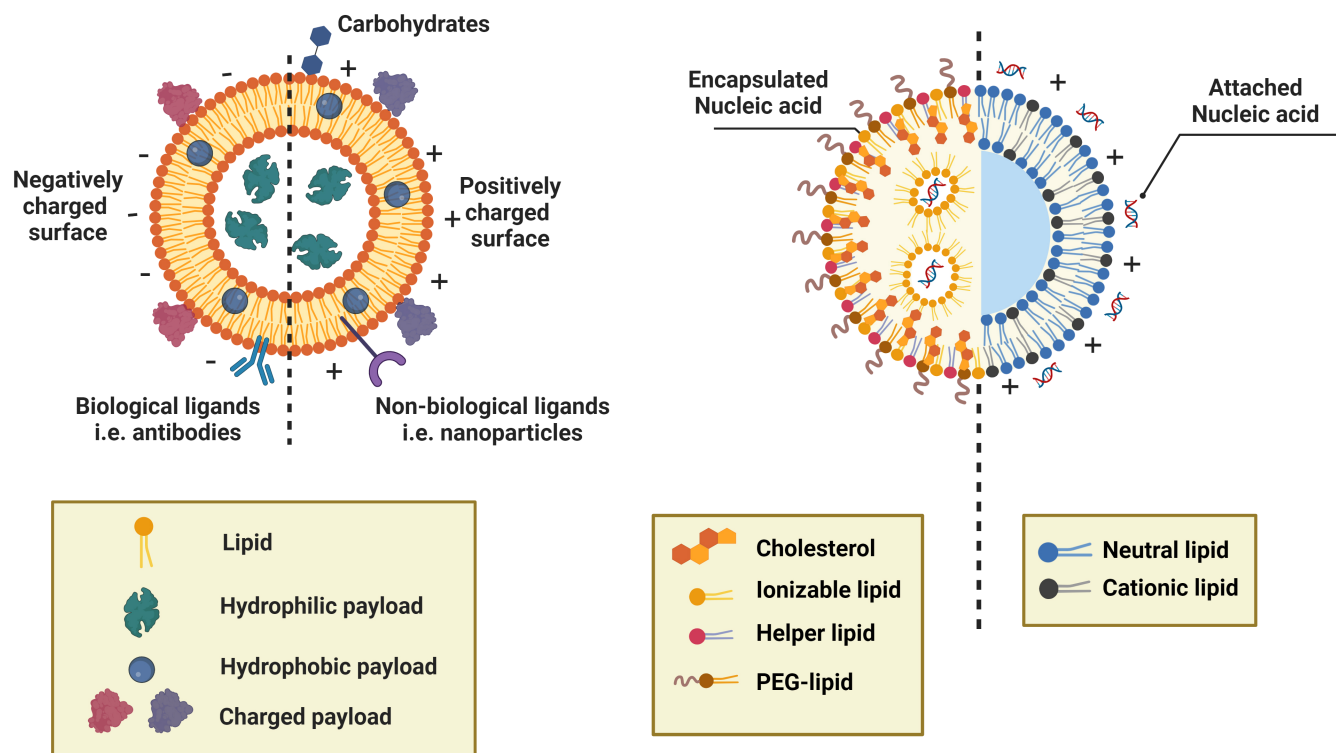 Carbohydrates
Negatively
charged
surface
Positively
charged
surface
Biological ligands
i.e. antibodies
Non-biological ligands
i.e. nanoparticles
Lipid
Hydrophilic payload
Hydrophobic payload
Charged payload
Encapsulated
Nucleic acid
Attached
Nucleic acid
Cholesterol
Ionizable lipid
Helper lipid
PEG-lipid
Neutral lipid
Cationic lipid